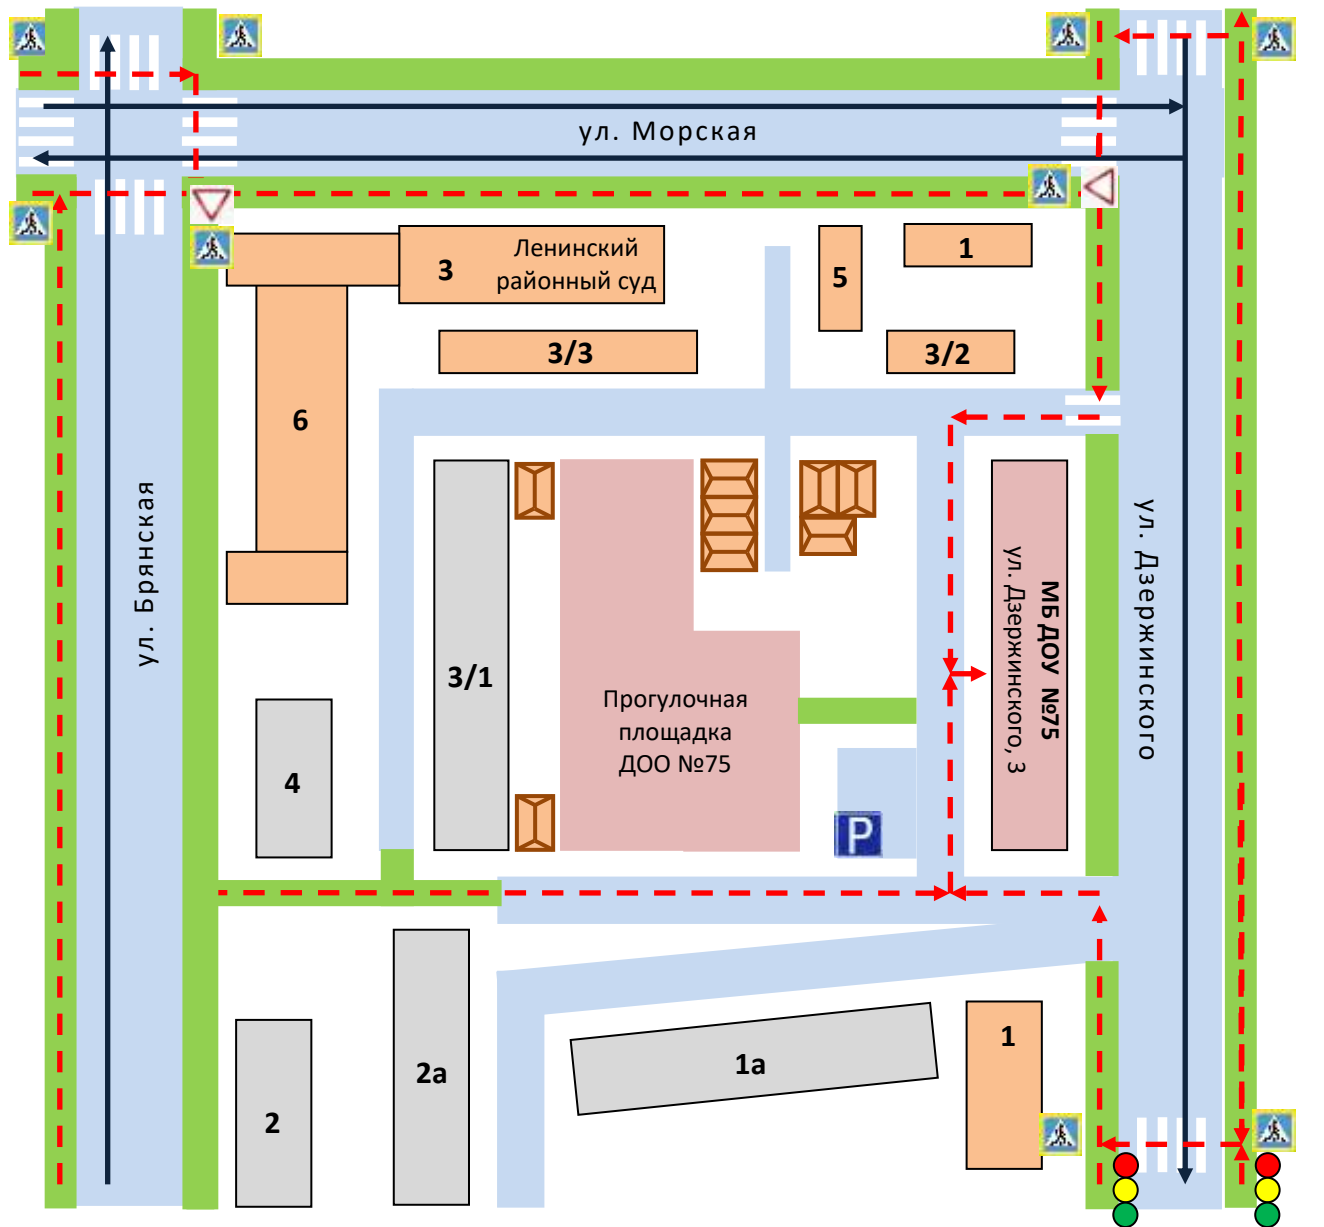 ул. Морская
3
Ленинский
районный суд
5
1
3/3
3/2
6
ул. Брянская
ул. Дзержинского
МБ ДОУ №75
ул. Дзержинского, 3
3/1
Прогулочная
площадка
ДОО №75
4
P
2а
1а
1
2